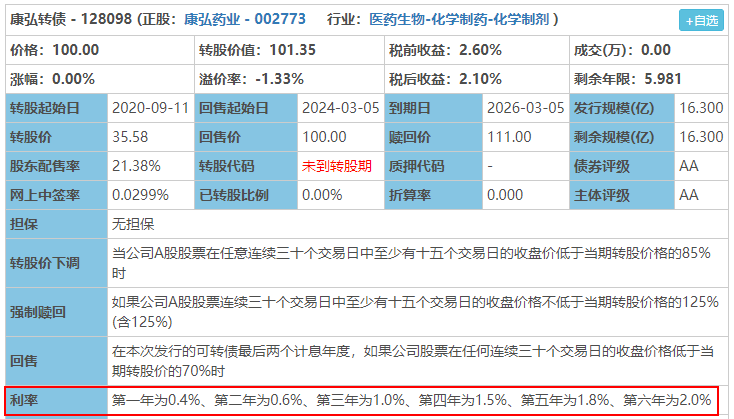 康弘转债 - 128098 (正股：康弘药业 - 002773 行业：医药生物-化学制药-化学制剂 ) +自选
价格：100.00 转股价值：101.35 税前收益：2.60% 成交(万)：0.00
涨幅：0.00% 溢价率：-1.33% 税后收益：2.10% 剩余年限：5.981
转股起始日 2020-09-11 回售起始日 2024-03-05 到期日 2026-03-05 发行规模(亿) 16.300
转股价 35.58 回售价 100.00 赎回价 111.00 剩余规模(亿) 16.300
股东配售率 21.38% 转股代码 未到转股期 质押代码 - 债券评级 AA
网上中签率 0.0299% 已转股比例 0.00% 折算率 0.000 主体评级 AA
担保 无担保
转股价下调 当公司A股股票在任意连续三十个交易日中至少有十五个交易日的收盘价低于当期转股价格的85%
时
强制赎回 如果公司A股股票连续三十个交易日中至少有十五个交易日的收盘价格不低于当期转股价格的125%
(含125%)
回售 在本次发行的可转债最后两个计息年度，如果公司股票在任何连续三十个交易日的收盘价格低于当
期转股价的70%时
利率 第一年为0.4%、第二年为0.6%、第三年为1.0%、第四年为1.5%、第五年为1.8%、第六年为2.0%